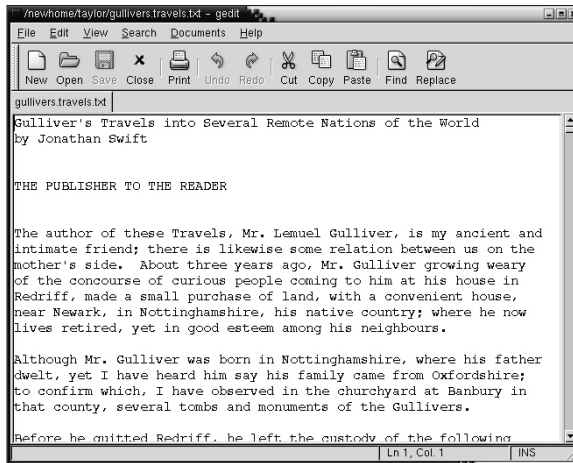 /newhome/taylor/gullivers.travels.txt – gedit
File Edit View Search Documents Help
New Open Save Close Print Undo Redo Cut Copy Paste Find Replace
gullivers.travels.txt
Gulliver's Travels into Several Remote Nations of the World
by Jonathan Swift
THE PUBLISHER TO THE READER
The author of these Travels, Mr. Lemuel Gulliver, is my ancient and
intimate friend; there is likewise some relation between us on the
mother's side.  About three years ago, Mr. Gulliver growing weary
of the concourse of curious people coming to him at his house in
Redriff, made a small purchase of land, with a convenient house,
near Newark, in Nottinghamshire, his native country; where he now
lives retired, yet in good esteem among his neighbours.
Although Mr. Gulliver was born in Nottinghamshire, where his father
dwelt, yet I have heard him say his family came from Oxfordshire;
to confirm which, I have observed in the churchyard at Banbury in
that county, several tombs and monuments of the Gullivers.
Before he quitted Redriff, he left the custody of the following
Ln 1, Col. 1 INS